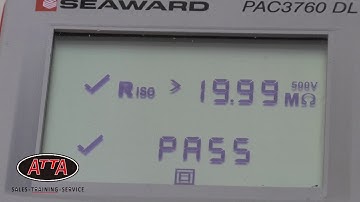 SEAWARD PAC3760 DL
✓ RISO > 19.99 500V MΩ
✓ PASS
ATTA
SALES-TRAINING-SERVICE